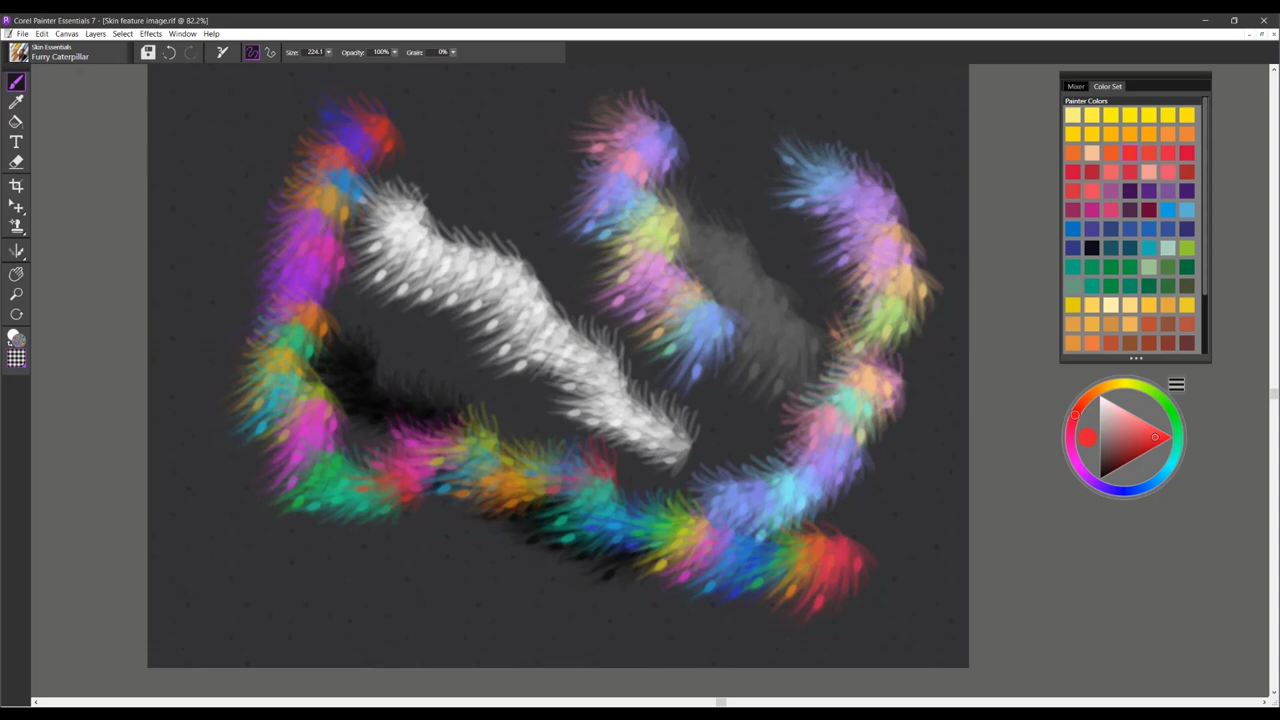 Corel Painter Essentials 7 - [Skin feature image.rif @ 82.2%]
File Edit Canvas Layers Select Effects Window Help
Skin Essentials
Furry Caterpillar
Size: 224.1 Opacity: 100% Grain: 0%
Mixer Color Set
Painter Colors